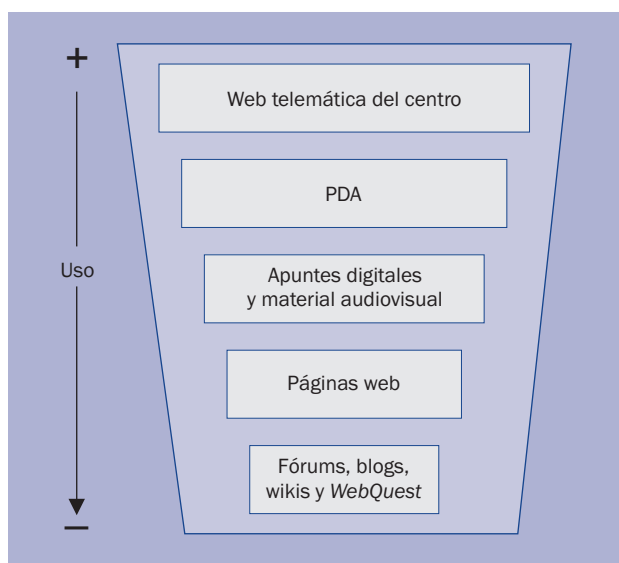 +
Web telemática del centro
PDA
Uso
Apuntes digitales
y material audiovisual
Páginas web
Fórums, blogs,
wikis y WebQuest
–